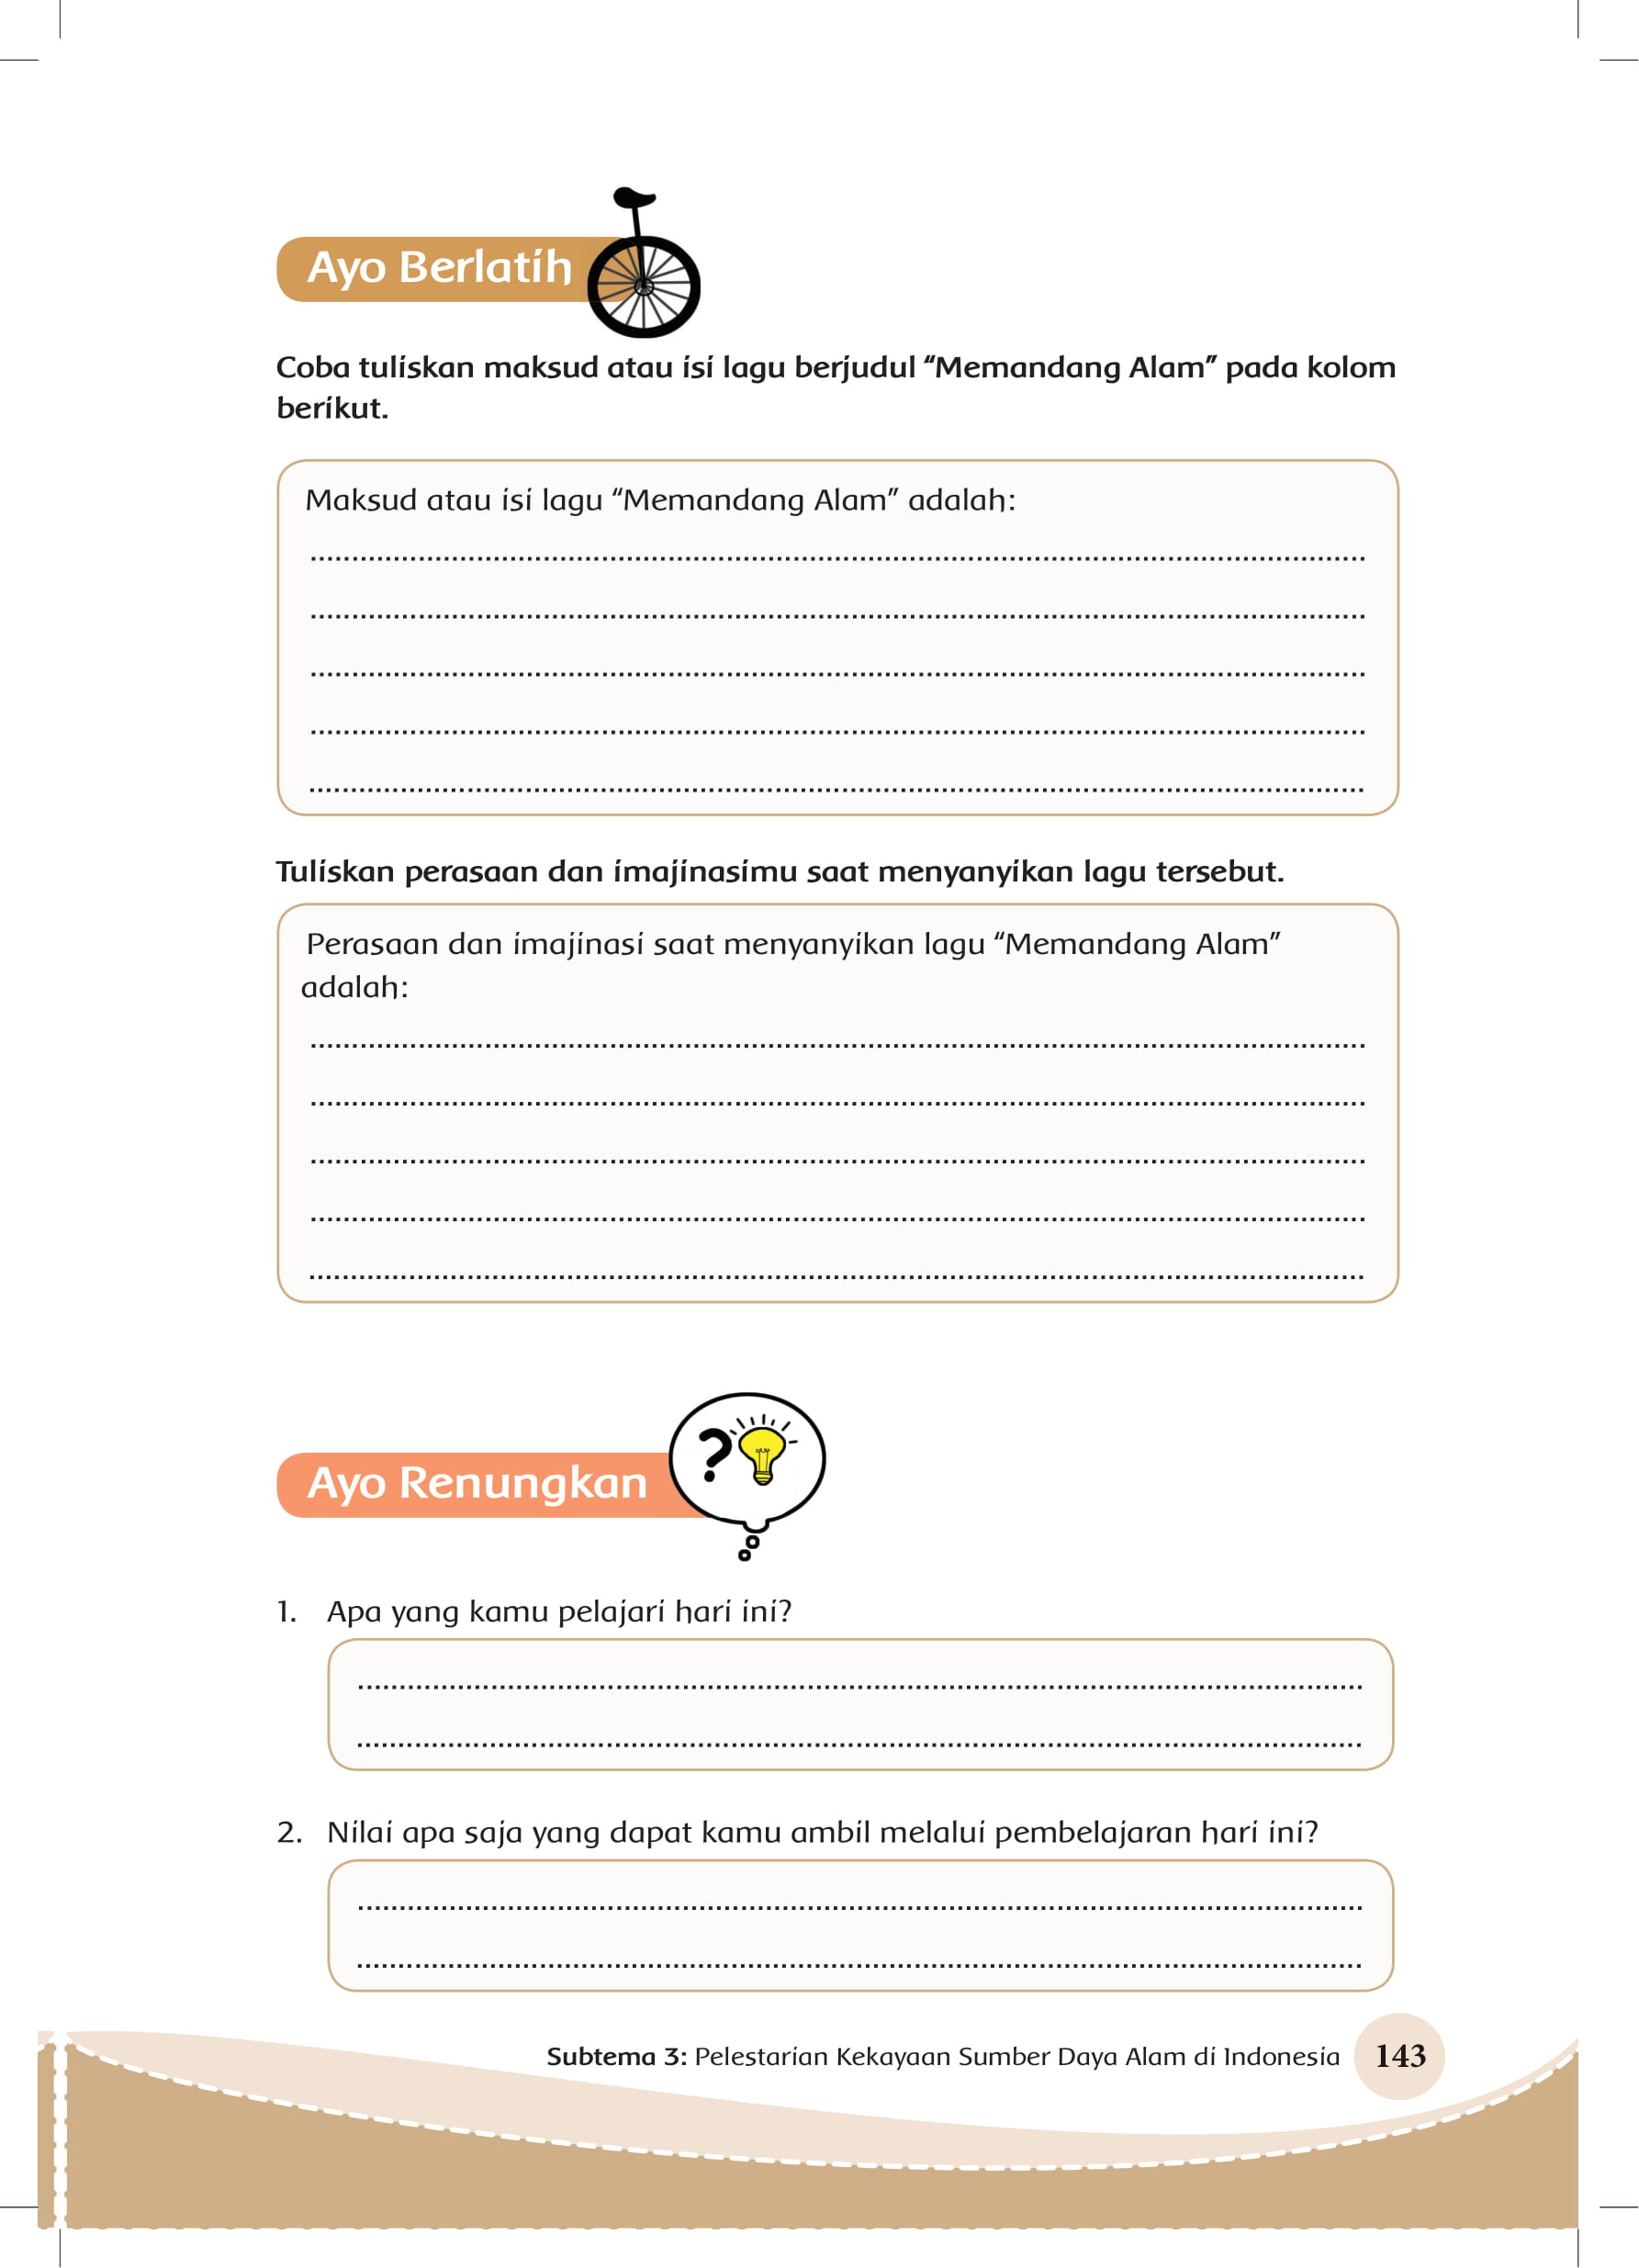 Ayo Berlatih
Coba tuliskan maksud atau isi lagu berjudul “Memandang Alam” pada kolom
berikut.
Maksud atau isi lagu “Memandang Alam” adalah:
Tuliskan perasaan dan imajinasimu saat menyanyikan lagu tersebut.
Perasaan dan imajinasi saat menyanyikan lagu “Memandang Alam”
adalah:
?
Ayo Renungkan
1. Apa yang kamu pelajari hari ini?
2. Nilai apa saja yang dapat kamu ambil melalui pembelajaran hari ini?
Subtema 3: Pelestarian Kekayaan Sumber Daya Alam di Indonesia 143